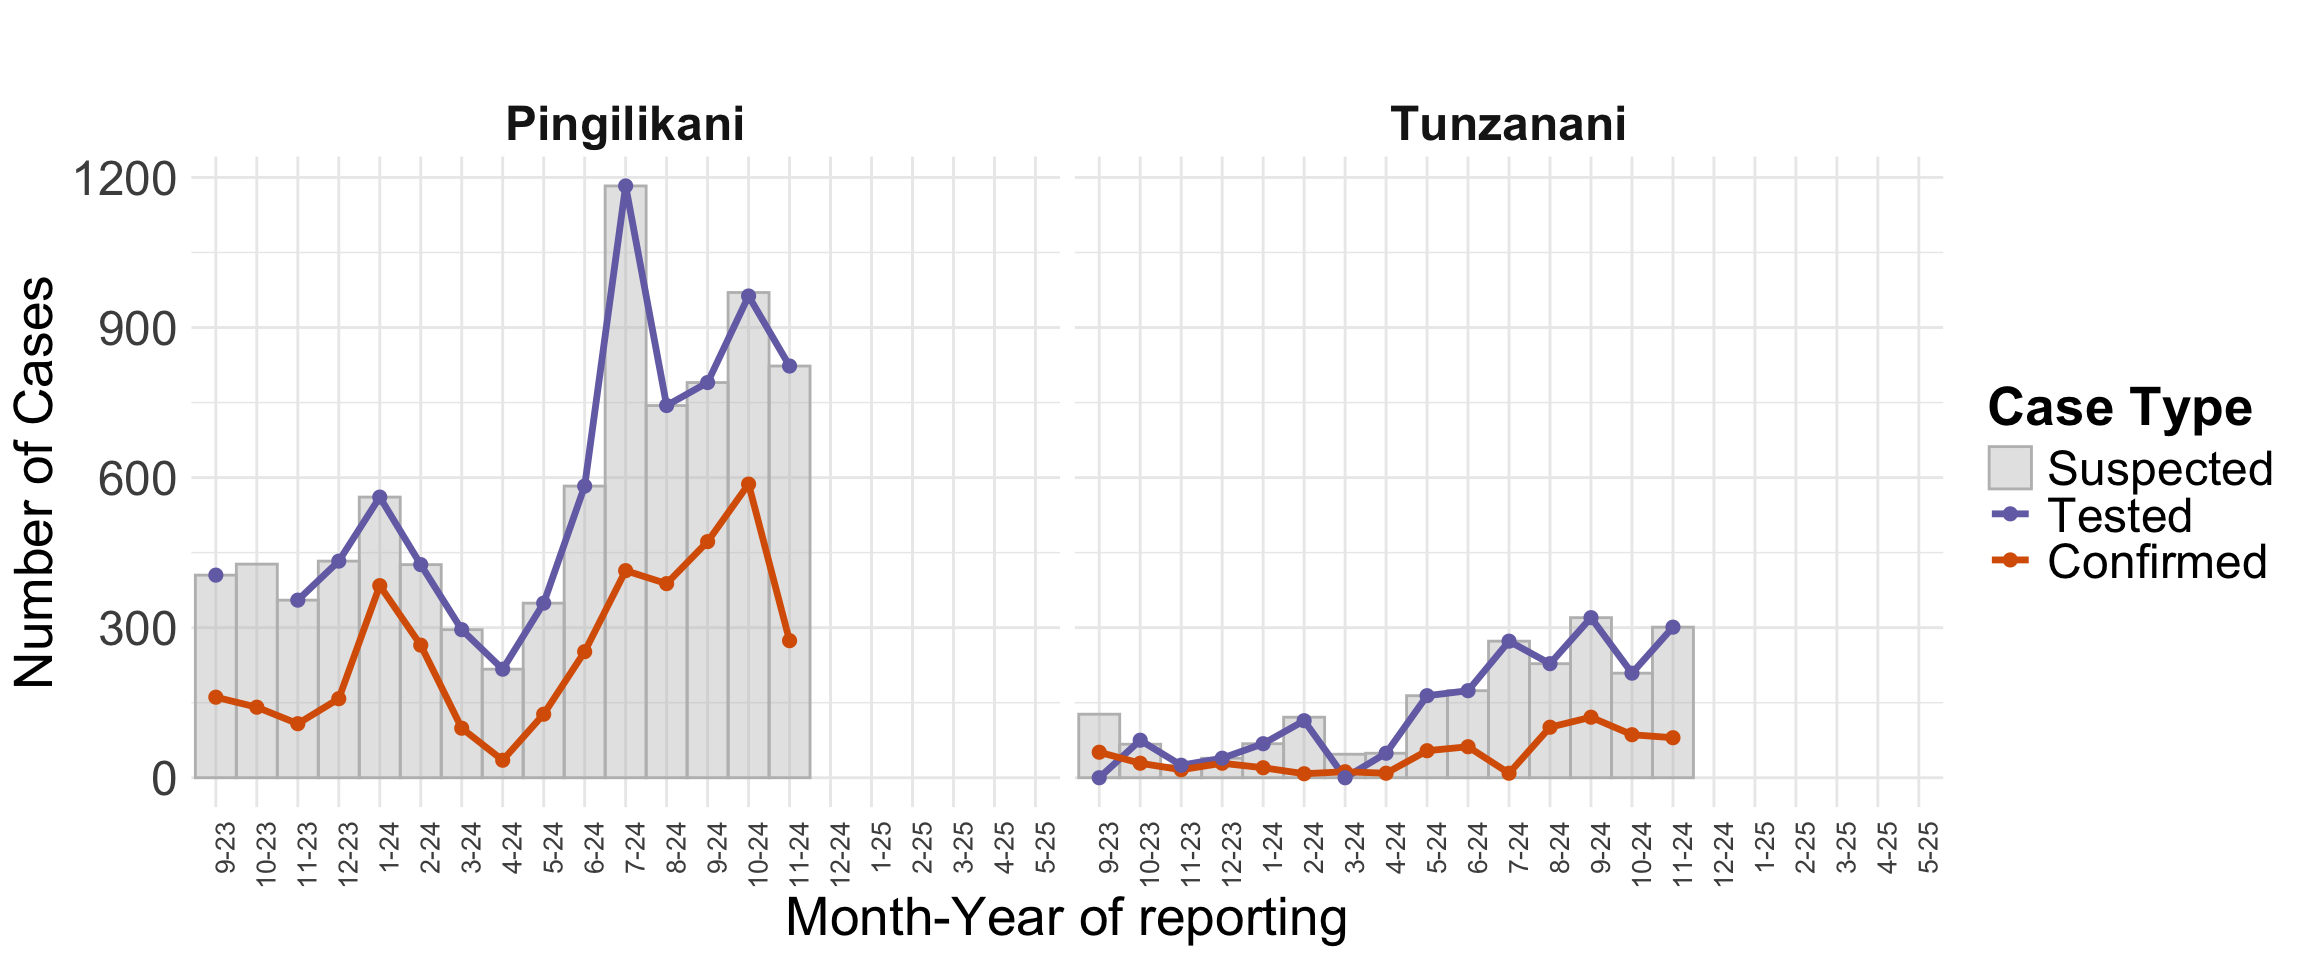 Pingilikani
Tunzanani
Number of Cases
1200
900
600
300
0
9-23 10-23 11-23 12-23 1-24 2-24 3-24 4-24 5-24 6-24 7-24 8-24 9-24 10-24 11-24 12-24 1-25 2-25 3-25 4-25 5-25
9-23 10-23 11-23 12-23 1-24 2-24 3-24 4-24 5-24 6-24 7-24 8-24 9-24 10-24 11-24 12-24 1-25 2-25 3-25 4-25 5-25
Month-Year of reporting
Case Type
Suspected
Tested
Confirmed